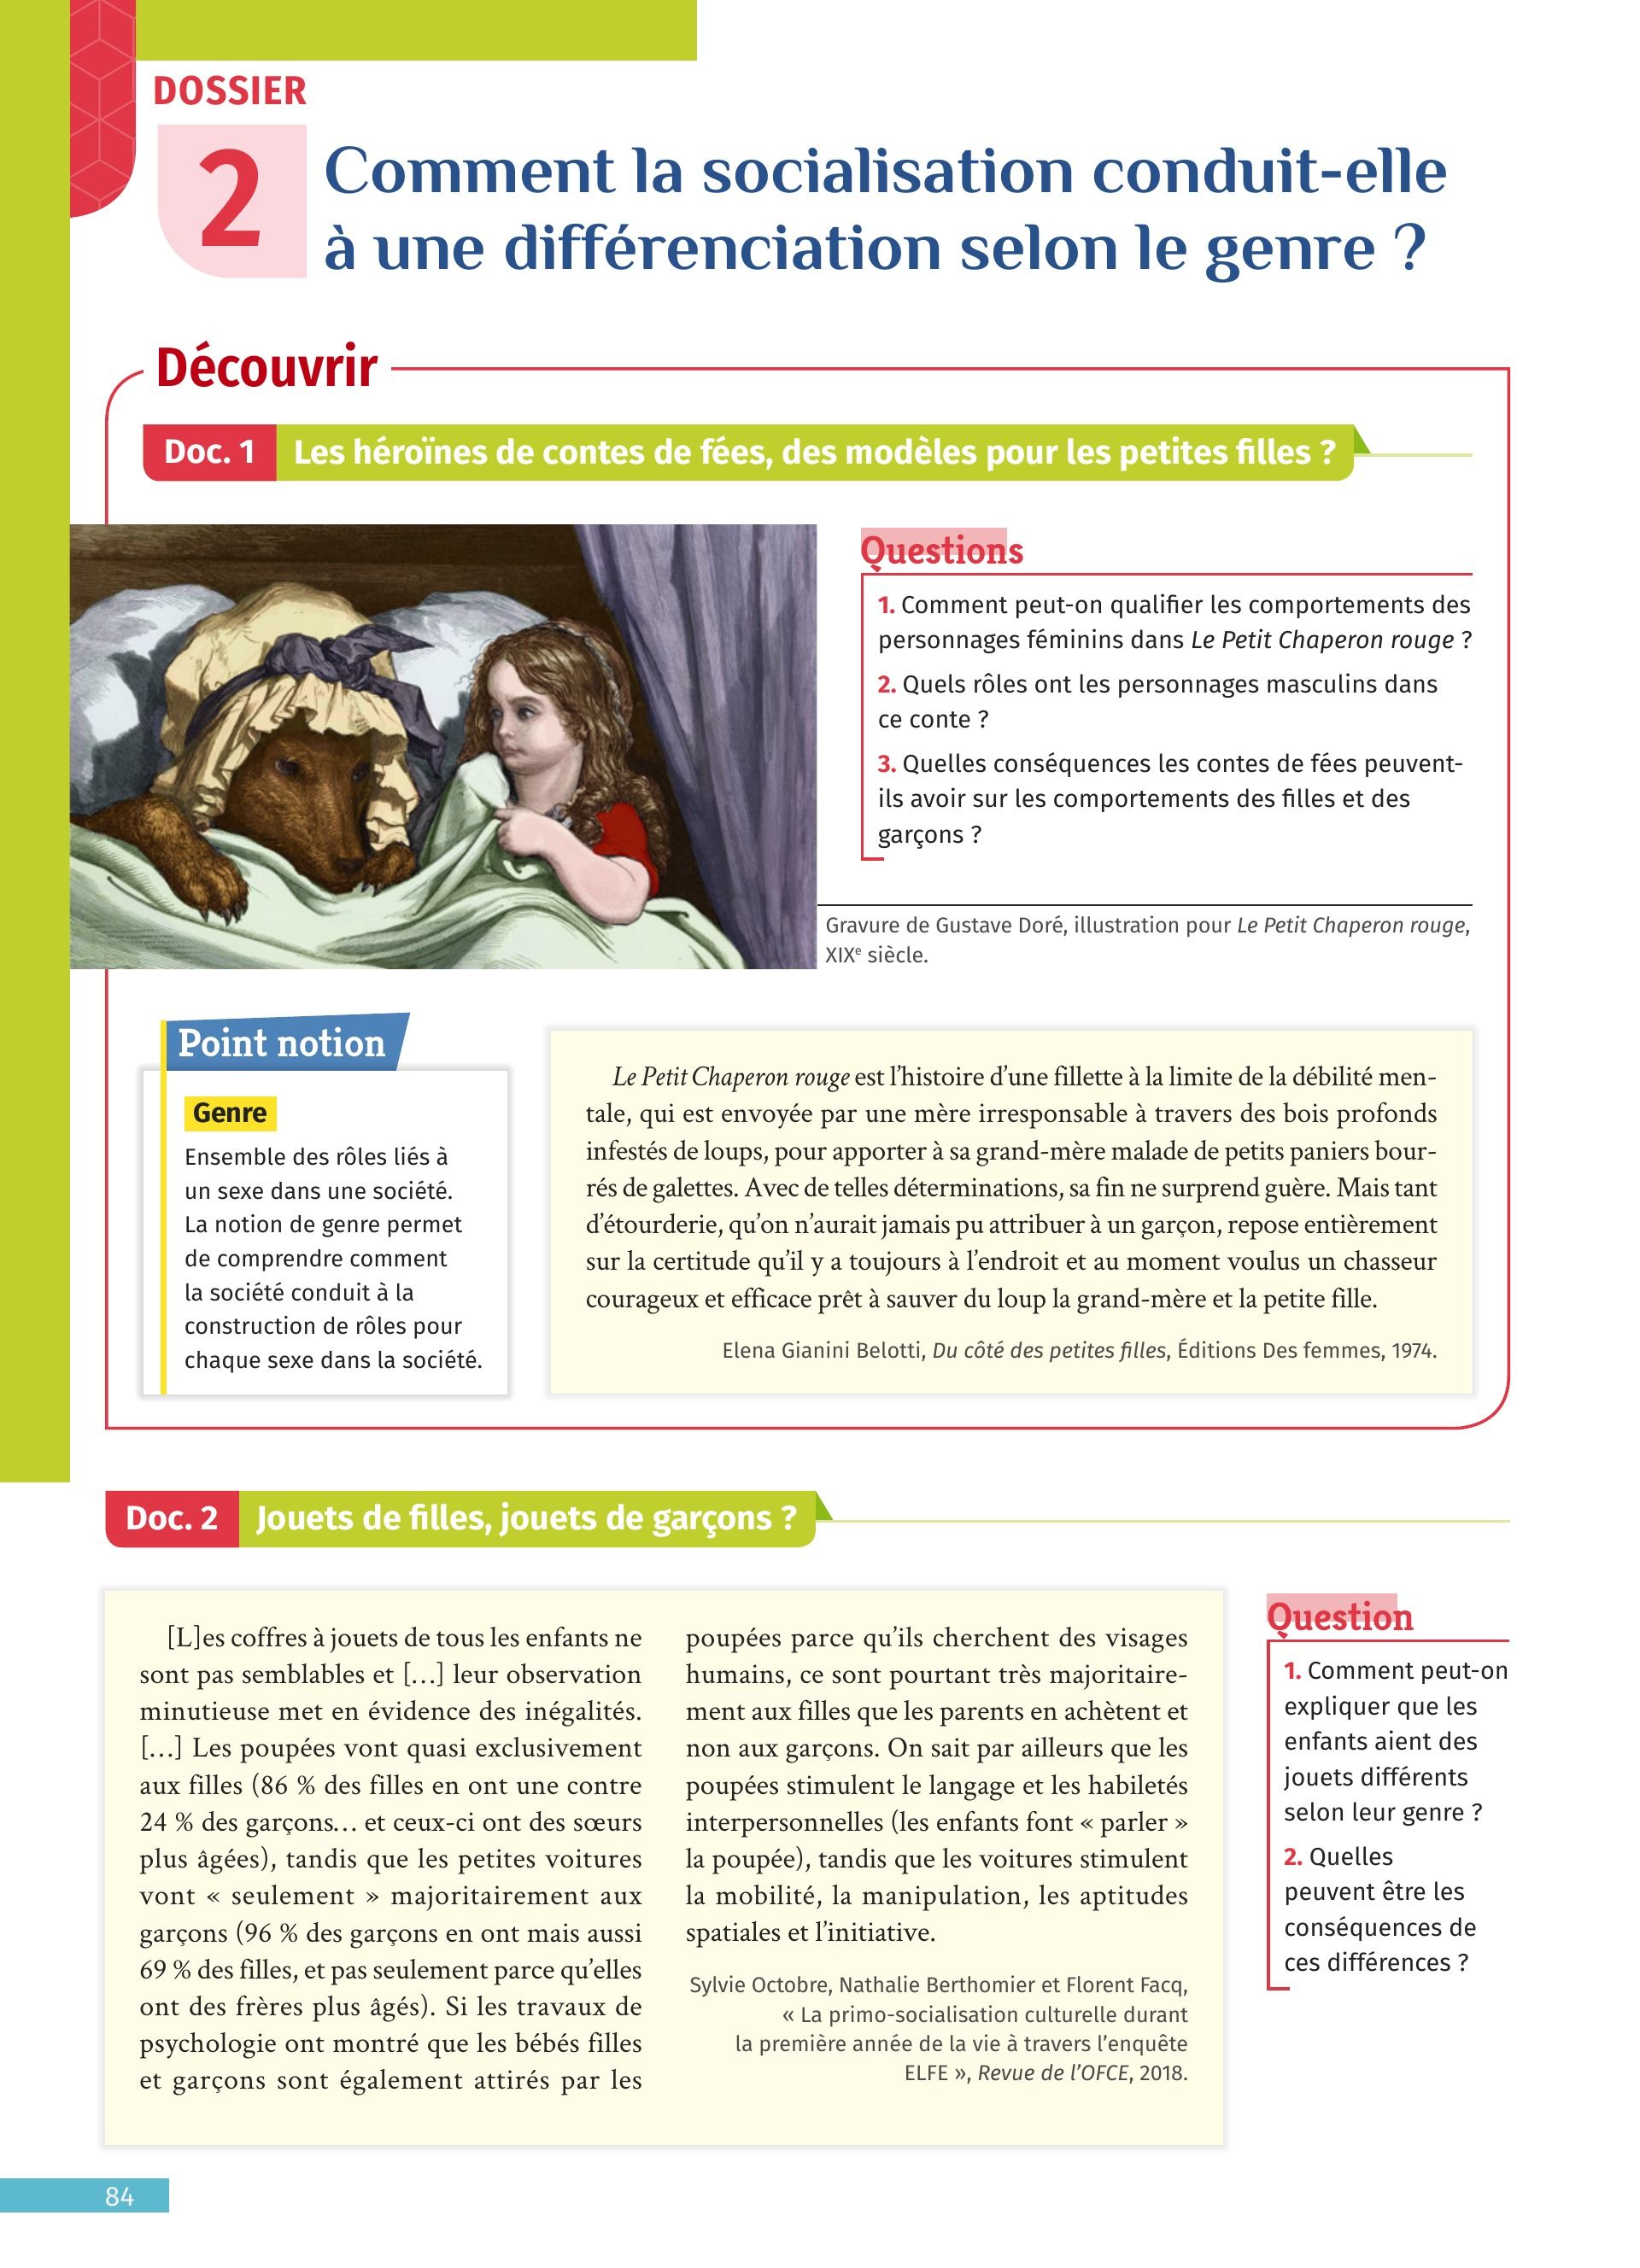 DOSSIER
2
Comment la socialisation conduit-elle
à une différenciation selon le genre ?
Découvrir
Doc. 1 Les héroïnes de contes de fées, des modèles pour les petites filles ?
Questions
1. Comment peut-on qualifier les comportements des
personnages féminins dans Le Petit Chaperon rouge ?
2. Quels rôles ont les personnages masculins dans
ce conte ?
3. Quelles conséquences les contes de fées peuvent-
ils avoir sur les comportements des filles et des
garçons ?
Gravure de Gustave Doré, illustration pour Le Petit Chaperon rouge,
XIXe siècle.
Point notion
Genre
Ensemble des rôles liés à
un sexe dans une société.
La notion de genre permet
de comprendre comment
la société conduit à la
construction de rôles pour
chaque sexe dans la société.
Le Petit Chaperon rouge est l'histoire d'une fillette à la limite de la débilité men-
tale, qui est envoyée par une mère irresponsable à travers des bois profonds
infestés de loups, pour apporter à sa grand-mère malade de petits paniers bour-
rés de galettes. Avec de telles déterminations, sa fin ne surprend guère. Mais tant
d'étourderie, qu'on n'aurait jamais pu attribuer à un garçon, repose entièrement
sur la certitude qu'il y a toujours à l'endroit et au moment voulus un chasseur
courageux et efficace prêt à sauver du loup la grand-mère et la petite fille.
Elena Gianini Belotti, Du côté des petites filles, Éditions Des femmes, 1974.
Doc. 2 Jouets de filles, jouets de garçons ?
[L]es coffres à jouets de tous les enfants ne
sont pas semblables et […] leur observation
minutieuse met en évidence des inégalités.
[…] Les poupées vont quasi exclusivement
aux filles (86 % des filles en ont une contre
24 % des garçons… et ceux-ci ont des sœurs
plus âgées), tandis que les petites voitures
vont « seulement » majoritairement aux
garçons (96 % des garçons en ont mais aussi
69 % des filles, et pas seulement parce qu'elles
ont des frères plus âgés). Si les travaux de
psychologie ont montré que les bébés filles
et garçons sont également attirés par les
poupées parce qu'ils cherchent des visages
humains, ce sont pourtant très majoritaire-
ment aux filles que les parents en achètent et
non aux garçons. On sait par ailleurs que les
poupées stimulent le langage et les habiletés
interpersonnelles (les enfants font « parler »
la poupée), tandis que les voitures stimulent
la mobilité, la manipulation, les aptitudes
spatiales et l'initiative.
Sylvie Octobre, Nathalie Berthomier et Florent Facq,
« La primo-socialisation culturelle durant
la première année de la vie à travers l'enquête
ELFE », Revue de l'OFCE, 2018.
Question
1. Comment peut-on
expliquer que les
enfants aient des
jouets différents
selon leur genre ?
2. Quelles
peuvent être les
conséquences de
ces différences ?
84